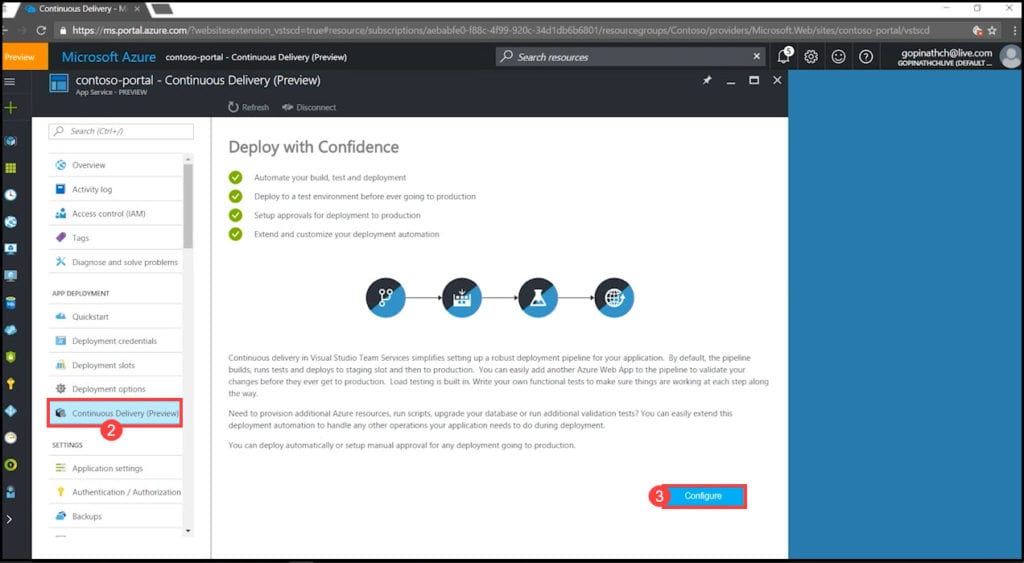 Continuous Delivery - M
https://ms.portal.azure.com/?websitesextension_vstscd=true#resource/subscriptions/aebabfe0-f88c-4f99-920c-34d1db6b6801/resourcegroups/Contoso/providers/Microsoft.Web/sites/contoso-portal/vstscd
Preview
Microsoft Azure
contoso-portal - Continuous Delivery (Preview)
Search resources
5
gopinathch@live.com
GOPINATHCHLIVE (DEFAULT ...
contoso-portal - Continuous Delivery (Preview)
App Service - PREVIEW
Refresh
Disconnect
Search (Ctrl+/)
Overview
Activity log
Access control (IAM)
Tags
Diagnose and solve problems
APP DEPLOYMENT
Quickstart
Deployment credentials
Deployment slots
Deployment options
Continuous Delivery (Preview)
2
SETTINGS
Application settings
Authentication / Authorization
Backups
Deploy with Confidence
Automate your build, test and deployment
Deploy to a test environment before ever going to production
Setup approvals for deployment to production
Extend and customize your deployment automation
Continuous delivery in Visual Studio Team Services simplifies setting up a robust deployment pipeline for your application. By default, the pipeline
builds, runs tests and deploys to staging slot and then to production. You can easily add another Azure Web App to the pipeline to validate your
changes before they ever get to production. Load testing is built in. Write your own functional tests to make sure things are working at each step along
the way.
Need to provision additional Azure resources, run scripts, upgrade your database or run additional validation tests? You can easily extend this
deployment automation to handle any other operations your application needs to do during deployment.
You can deploy automatically or setup manual approval for any deployment going to production.
3
Configure